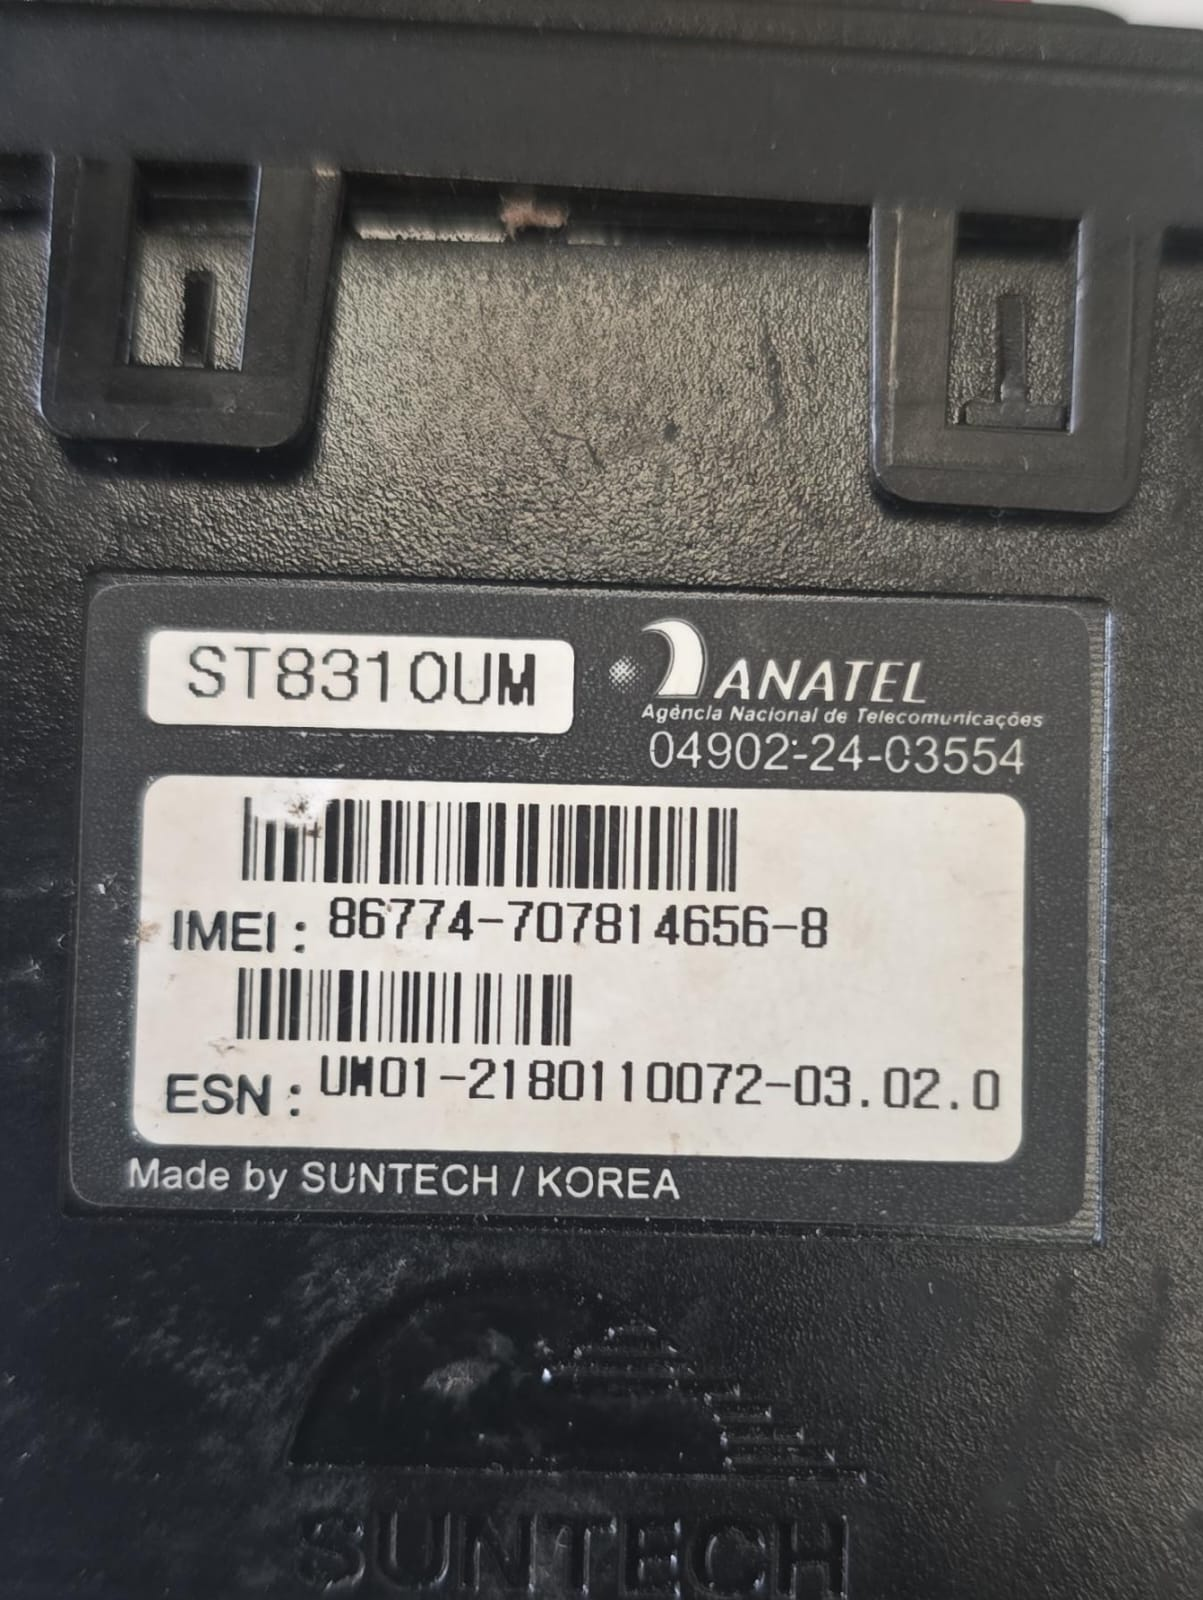 ST8310UM
ANATEL
Agência Nacional de Telecomunicações
04902-24-03554
IMEI : 86774-707814656-8
ESN : UM01-2180110072-03.02.0
Made by SUNTECH / KOREA
SUNTECH